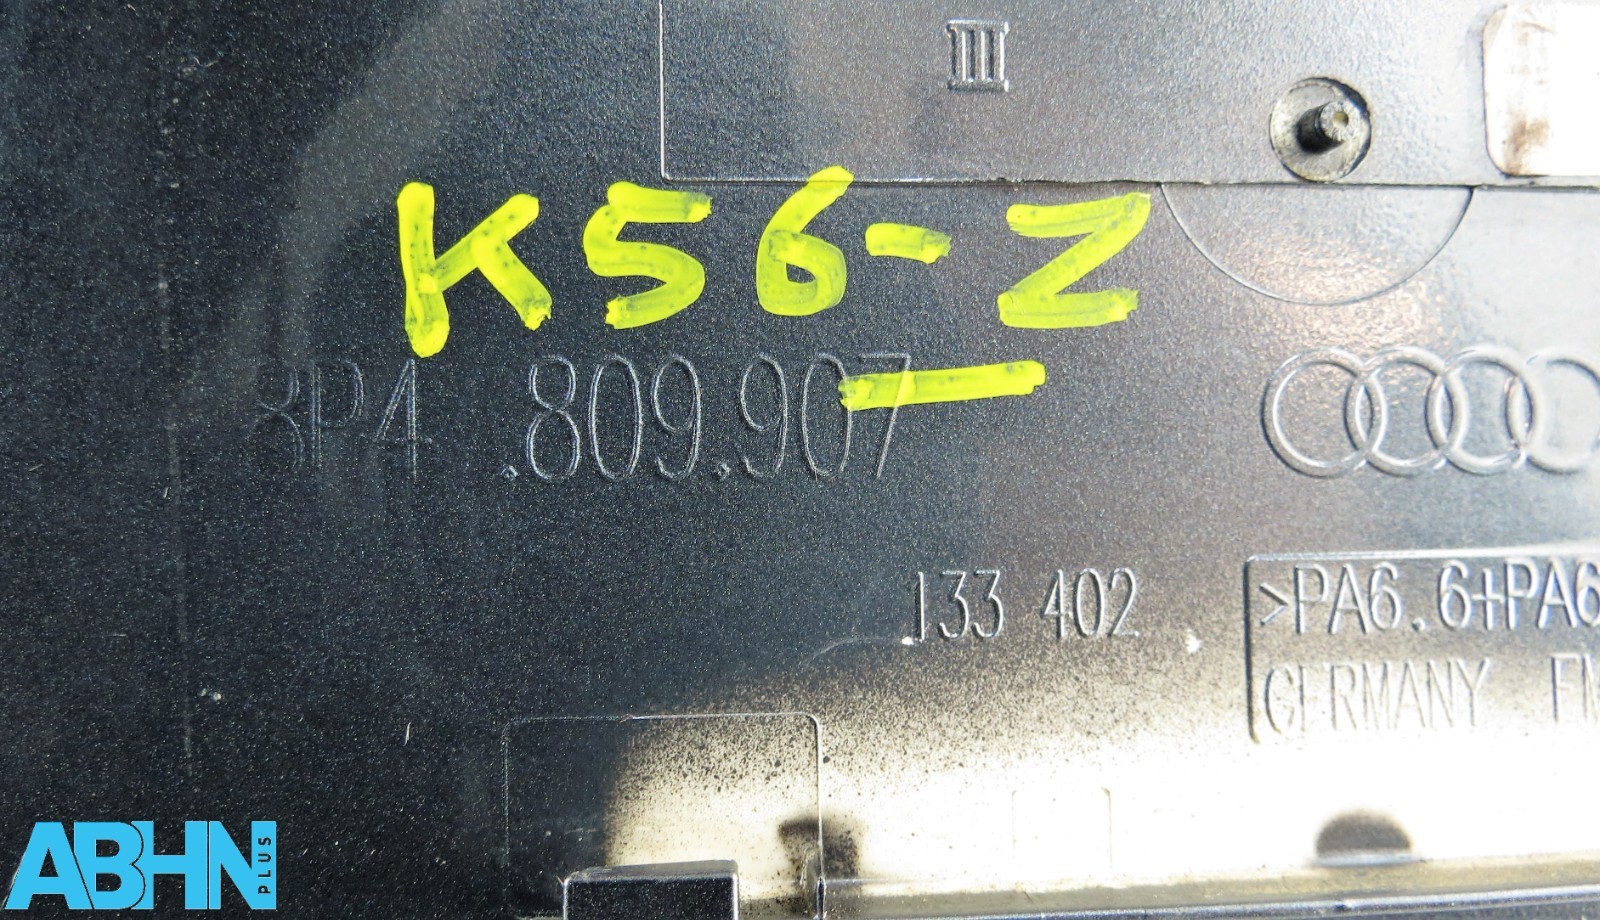 III
K56-Z
8P4 .809.907
133 402
>PA6.6+PA6
GERMANY
ABHN PLUS